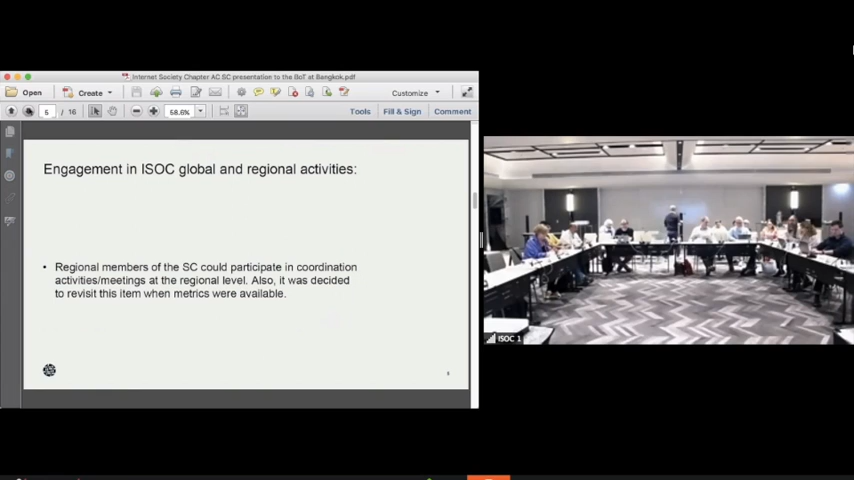 Internet Society Chapter AC SC presentation to the BoT at Bangkok.pdf
Open
Create
Customize
5 / 16
58.6%
Tools
Fill & Sign
Comment
Engagement in ISOC global and regional activities:
• Regional members of the SC could participate in coordination
activities/meetings at the regional level. Also, it was decided
to revisit this item when metrics were available.
5
ISOC 1